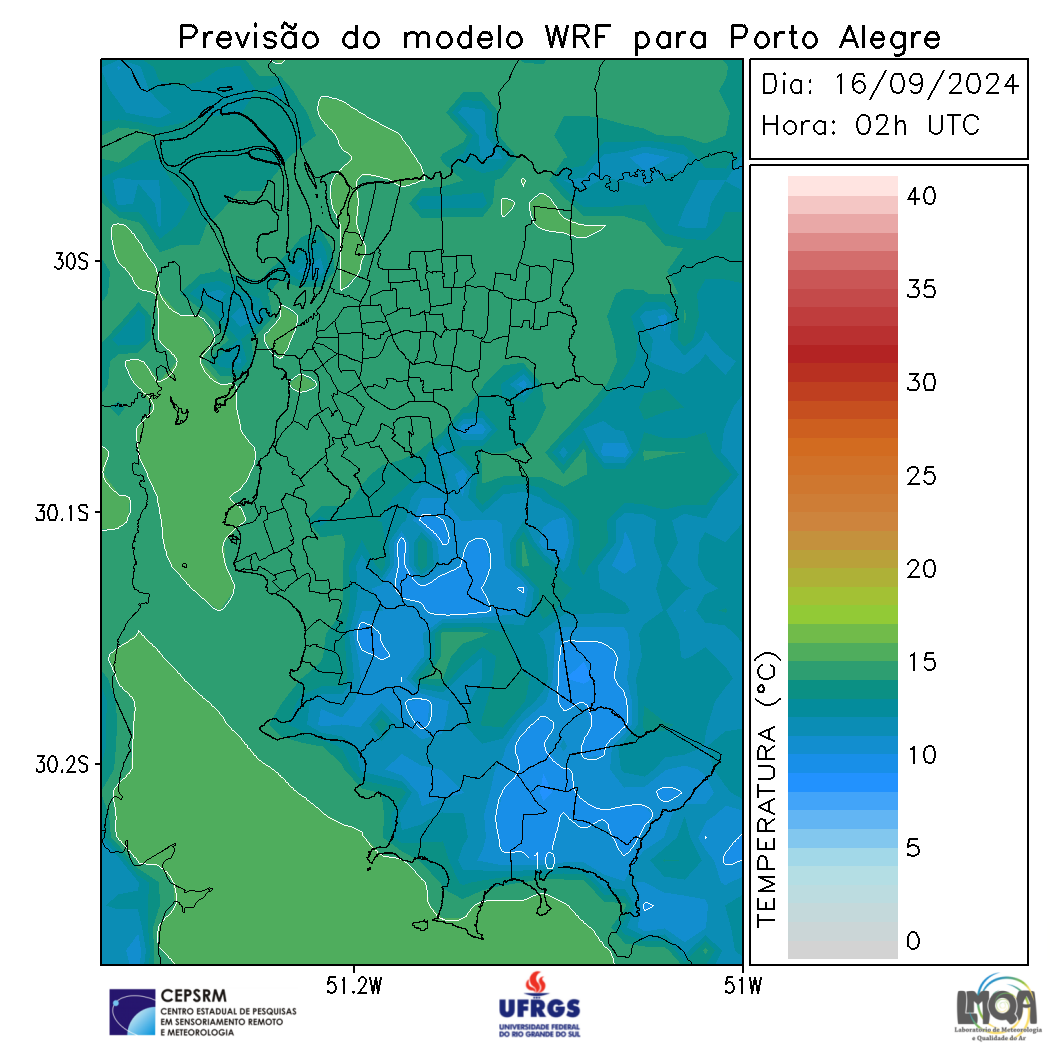 Previsão do modelo WRF para Porto Alegre
Dia: 16/09/2024
Hora: 02h UTC
30S
30.1S
30.2S
51.2W
51W
10
TEMPERATURA (°C)
40
35
30
25
20
15
10
5
0
CEPSRM
CENTRO ESTADUAL DE PESQUISAS
EM SENSORIAMENTO REMOTO
E METEOROLOGIA
UFRGS
UNIVERSIDADE FEDERAL
DO RIO GRANDE DO SUL
LMQA
Laboratório de Meteorologia
e Qualidade do Ar